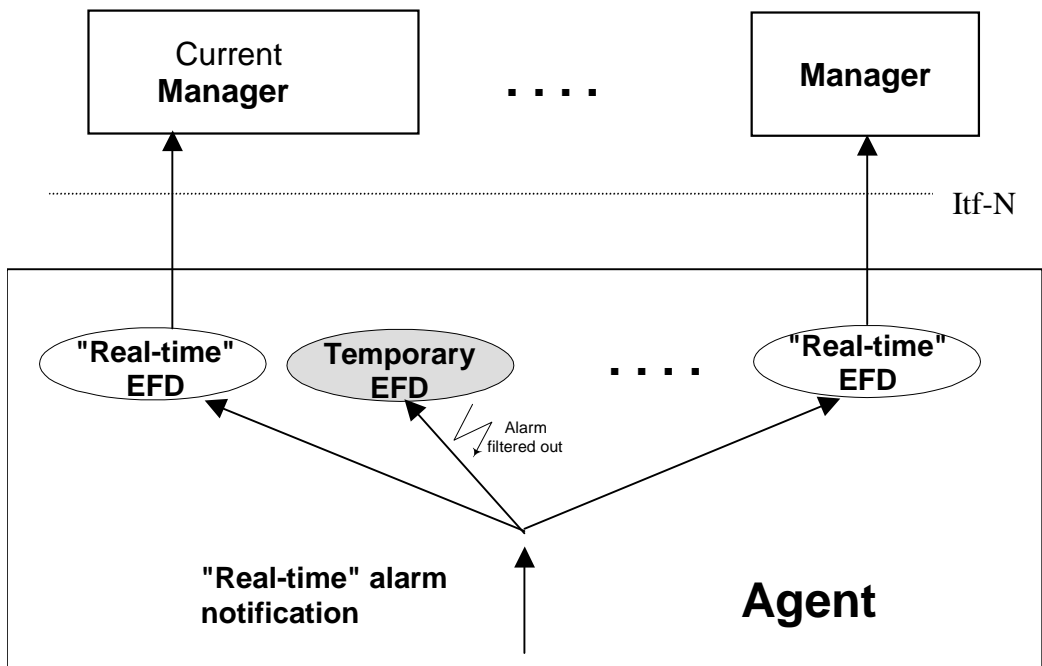 Current
Manager
. . . .
Manager
Itf-N
"Real-time"
EFD
Temporary
EFD
. . . .
"Real-time"
EFD
Alarm
filtered out
"Real-time" alarm
notification
Agent